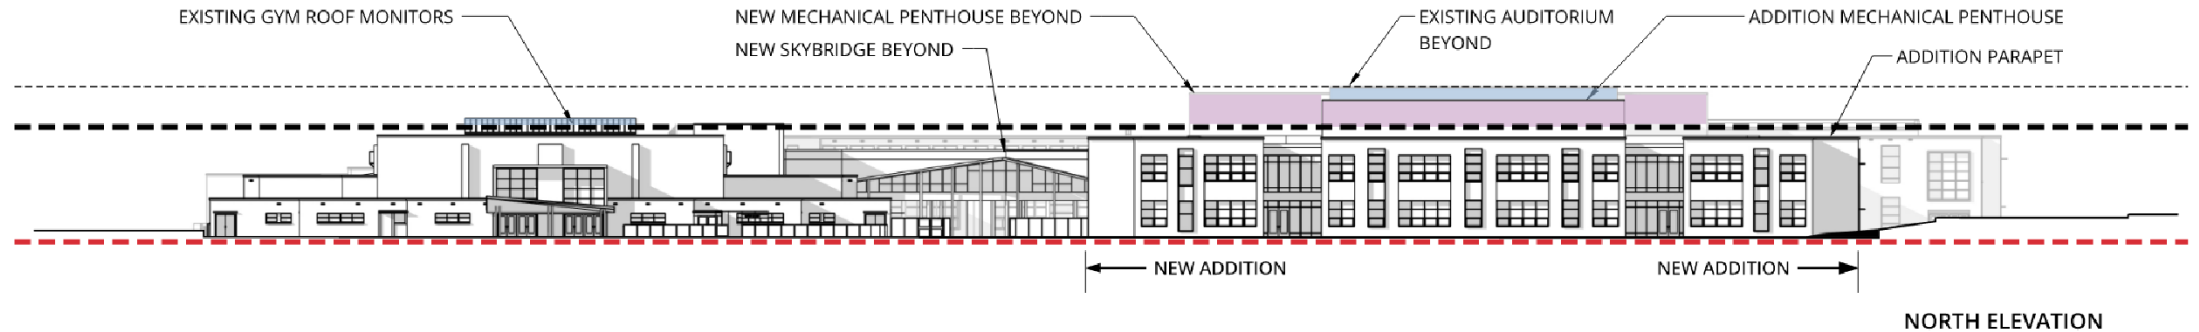 EXISTING GYM ROOF MONITORS
NEW MECHANICAL PENTHOUSE BEYOND
NEW SKYBRIDGE BEYOND
EXISTING AUDITORIUM
BEYOND
ADDITION MECHANICAL PENTHOUSE
ADDITION PARAPET
NEW ADDITION
NEW ADDITION
NORTH ELEVATION